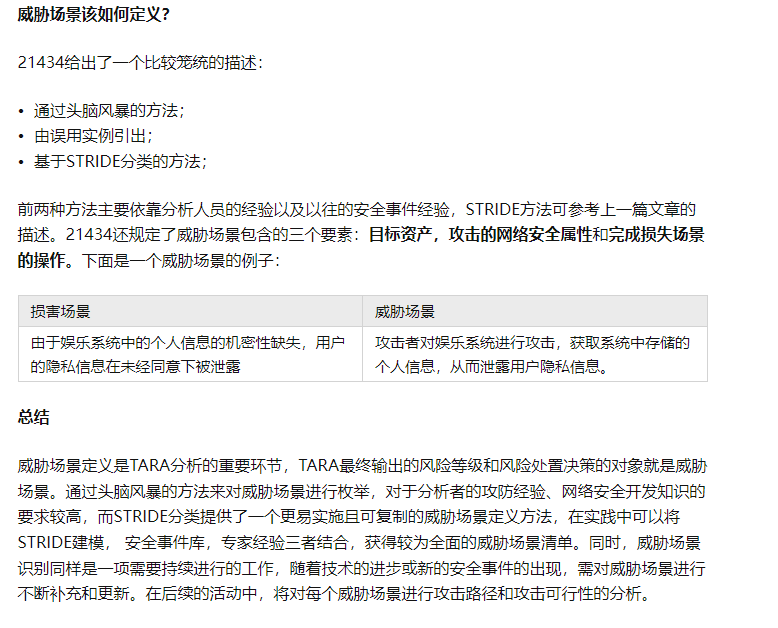 威胁场景该如何定义？
21434给出了一个比较笼统的描述：
• 通过头脑风暴的方法；
• 由误用实例引出；
• 基于STRIDE分类的方法；
前两种方法主要依靠分析人员的经验以及以往的安全事件经验，STRIDE方法可参考上一篇文章的
描述。21434还规定了威胁场景包含的三个要素：目标资产，攻击的网络安全属性和完成损失场景
的操作。下面是一个威胁场景的例子：
损害场景
威胁场景
由于娱乐系统中的个人信息的机密性缺失，用户
的隐私信息在未经同意下被泄露
攻击者对娱乐系统进行攻击，获取系统中存储的
个人信息，从而泄露用户隐私信息。
总结
威胁场景定义是TARA分析的重要环节，TARA最终输出的风险等级和风险处置决策的对象就是威胁
场景。通过头脑风暴的方法来对威胁场景进行枚举，对于分析者的攻防经验、网络安全开发知识的
要求较高，而STRIDE分类提供了一个更易实施且可复制的威胁场景定义方法，在实践中可以将
STRIDE建模， 安全事件库，专家经验三者结合，获得较为全面的威胁场景清单。同时，威胁场景
识别同样是一项需要持续进行的工作，随着技术的进步或新的安全事件的出现，需对威胁场景进行
不断补充和更新。在后续的活动中，将对每个威胁场景进行攻击路径和攻击可行性的分析。